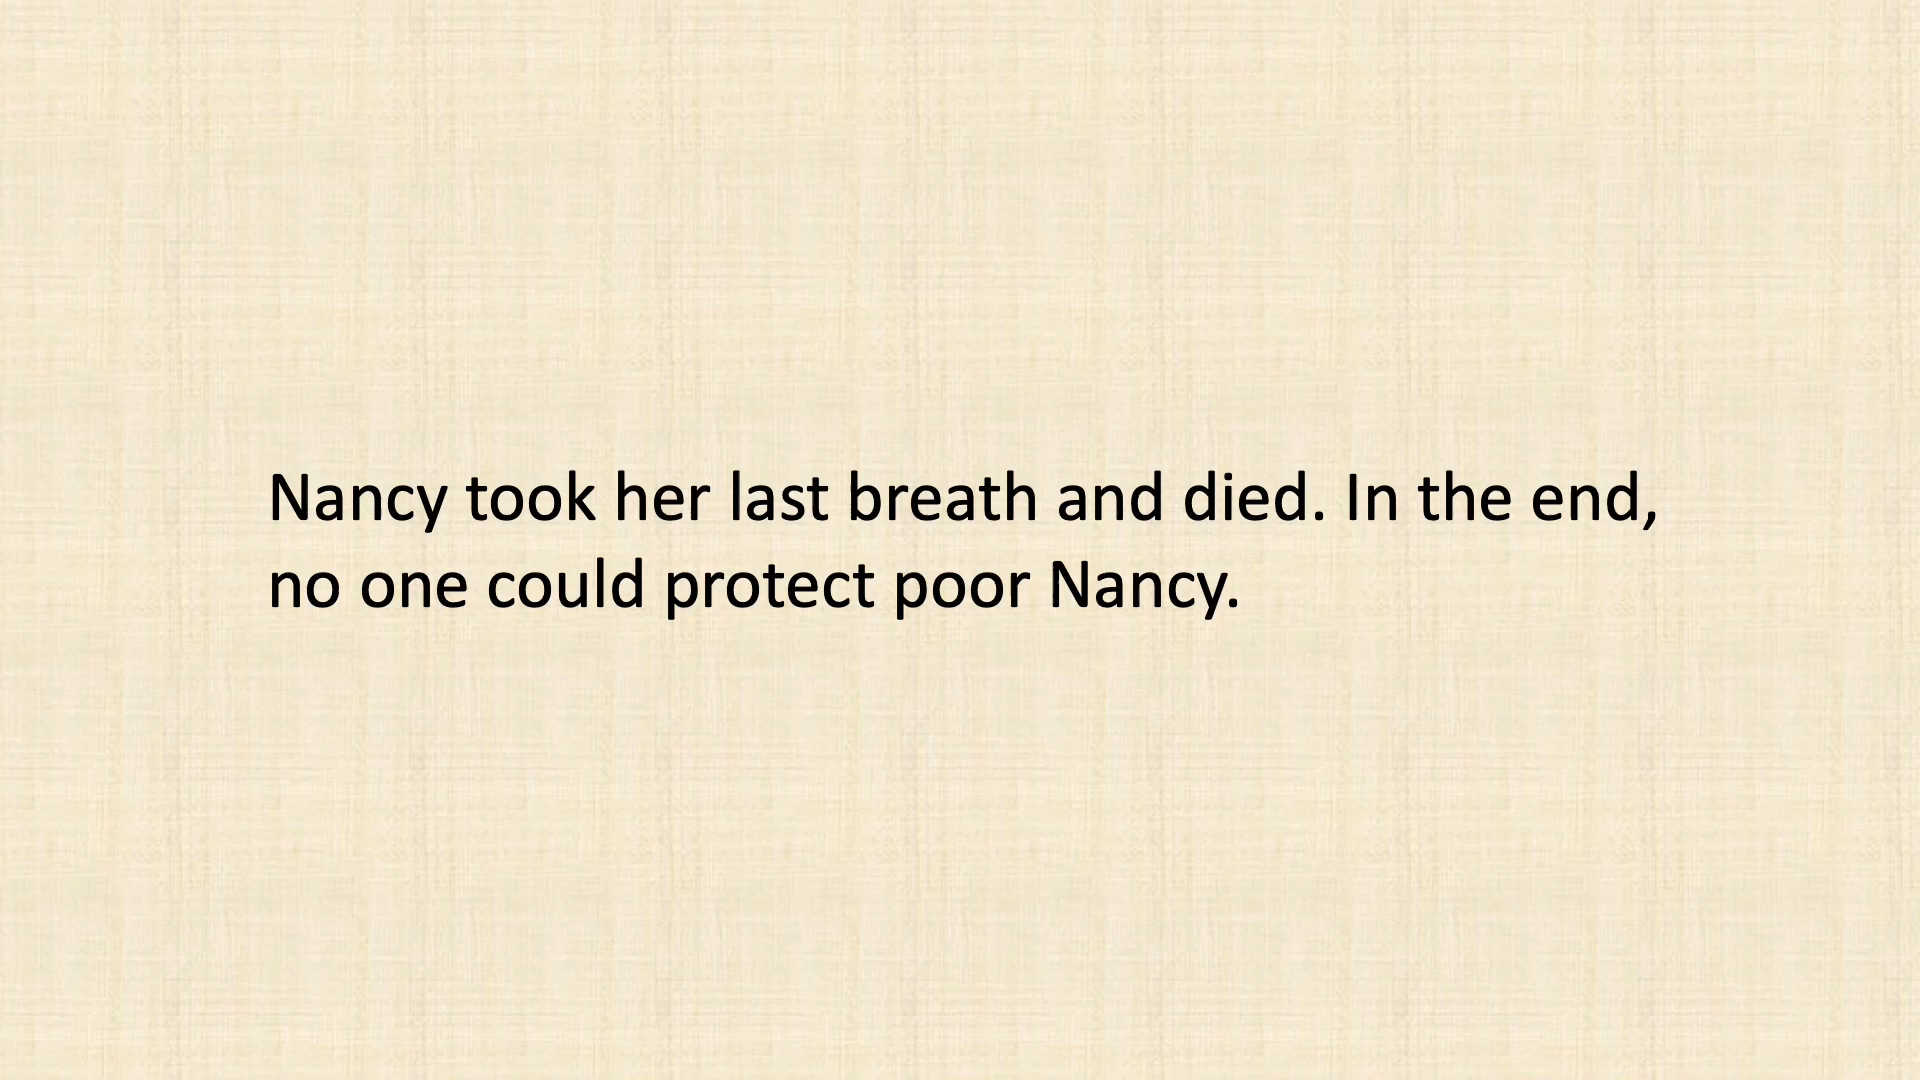 Nancy took her last breath and died. In the end,
no one could protect poor Nancy.